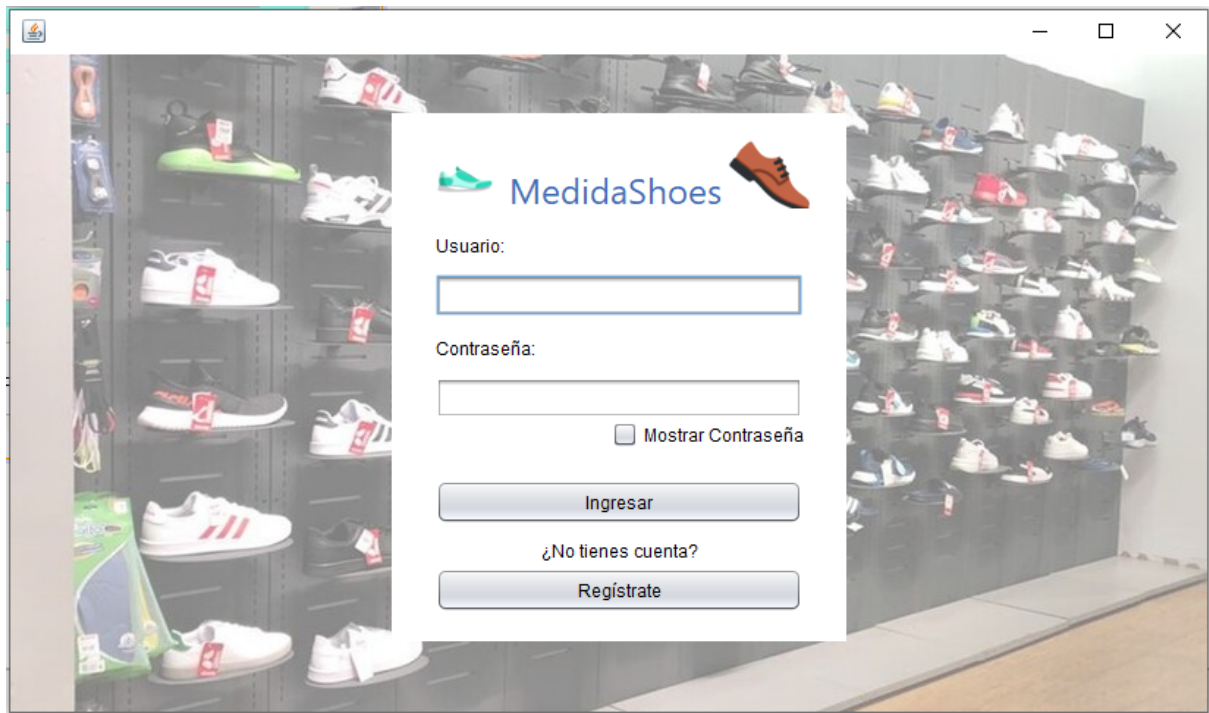 MedidaShoes
Usuario:
Contraseña:
Mostrar Contraseña
Ingresar
¿No tienes cuenta?
Regístrate